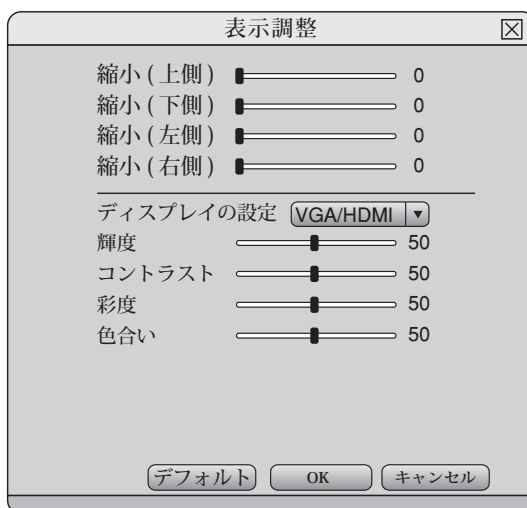 表示調整
縮小 ( 上側 ) 0
縮小 ( 下側 ) 0
縮小 ( 左側 ) 0
縮小 ( 右側 ) 0
ディスプレイの設定 VGA/HDMI
輝度 50
コントラスト 50
彩度 50
色合い 50
デフォルト OK キャンセル